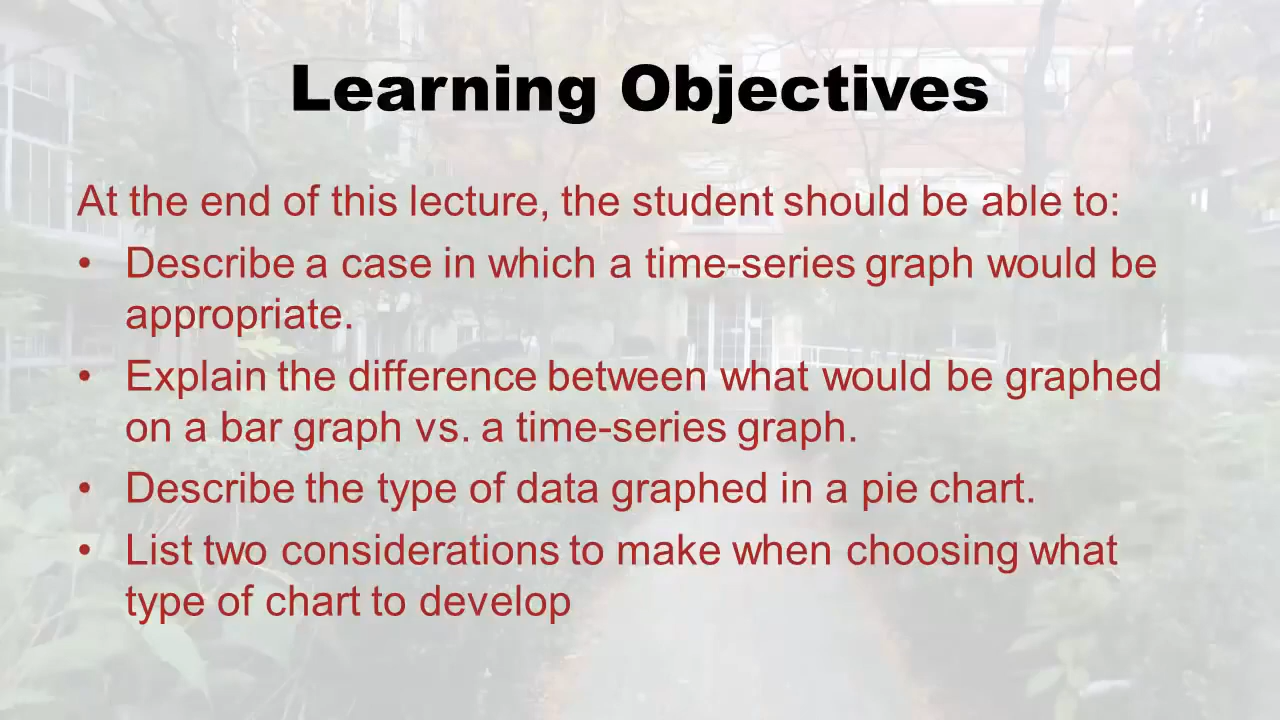 Learning Objectives
At the end of this lecture, the student should be able to:
• Describe a case in which a time-series graph would be
appropriate.
• Explain the difference between what would be graphed
on a bar graph vs. a time-series graph.
• Describe the type of data graphed in a pie chart.
• List two considerations to make when choosing what
type of chart to develop